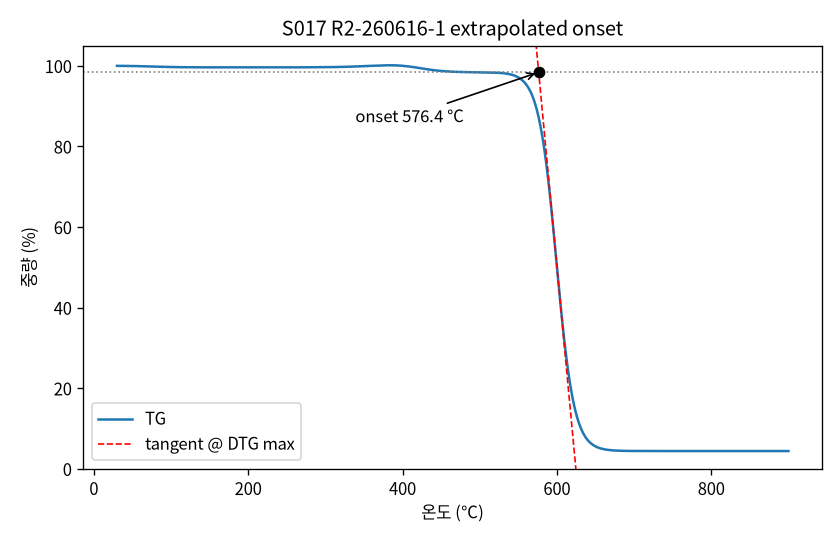 S017 R2-260616-1 extrapolated onset
중량 (%)
100
80
60
40
20
0
onset 576.4 °C
TG
tangent @ DTG max
0 200 400 600 800
온도 (°C)